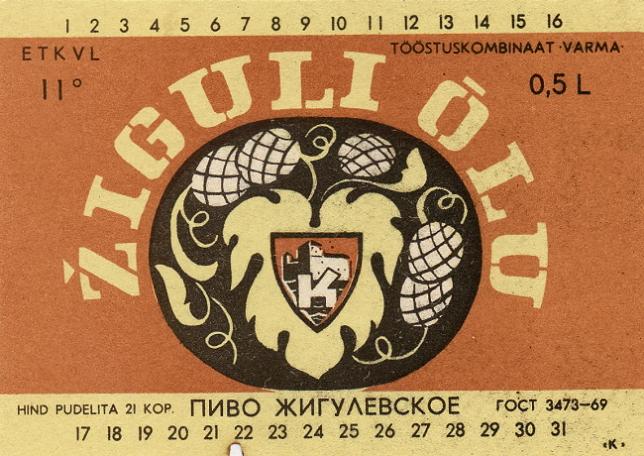 1 2 3 4 5 6 7 8 9 10 11 12 13 14 15 16
ETKVL
TÖÖSTUSKOMBINAAT ·VARMA·
11°
0,5 L
ŽIGULI ÕLU
K
HIND PUDELITA 21 KOP. ПИВО ЖИГУЛЕВСКОЕ ГОСТ 3473–69
17 18 19 20 21 22 23 24 25 26 27 28 29 30 31
«K»